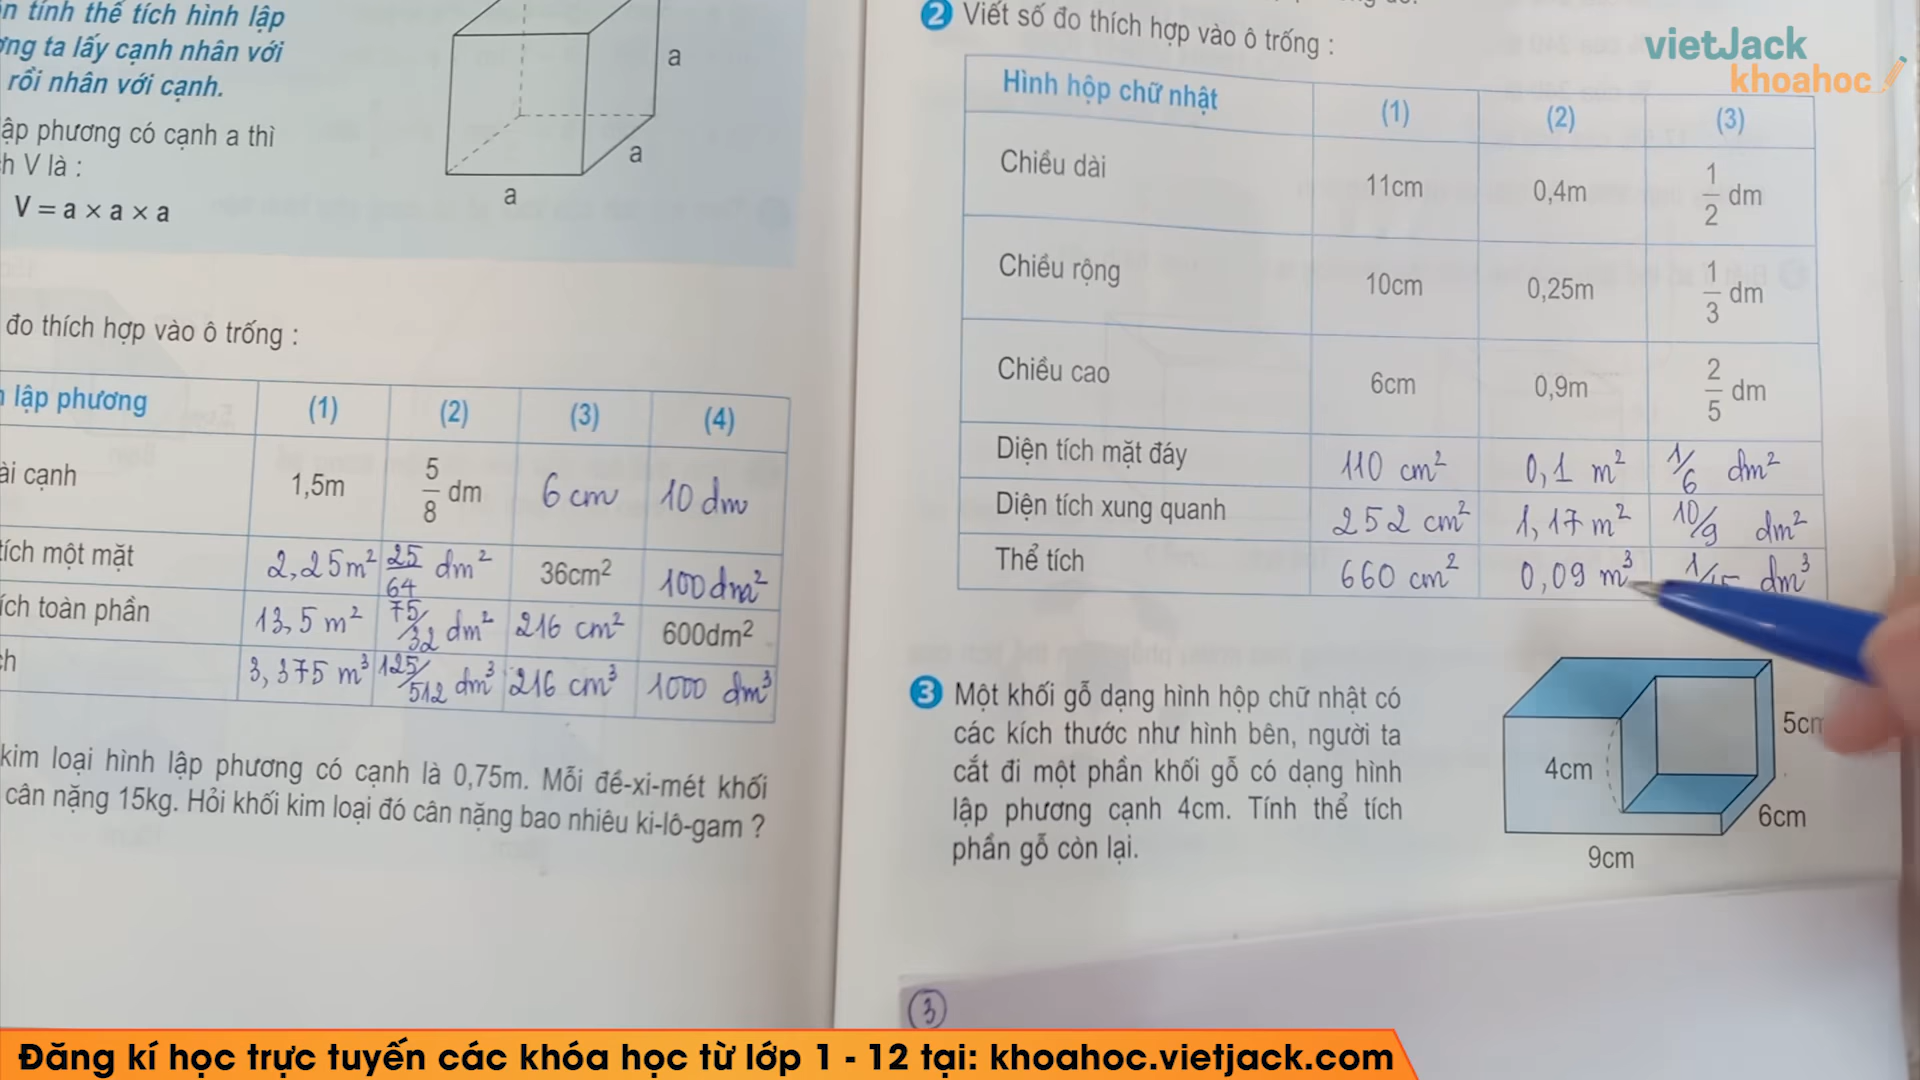 n tính thể tích hình lập
ơng ta lấy cạnh nhân với
rồi nhân với cạnh.
ập phương có cạnh a thì
h V là :
V = a × a × a
a
a
a
đo thích hợp vào ô trống :
lập phương (1) (2) (3) (4)
ài cạnh 1,5m 5/8 dm 6 cm 10 dm
tích một mặt 2,25m² 25/64 dm² 36cm² 100dm²
ích toàn phần 13,5 m² 75/32 dm² 216 cm² 600dm²
h 3,375 m³ 125/512 dm³ 216 cm³ 1000 dm³
kim loại hình lập phương có cạnh là 0,75m. Mỗi đề-xi-mét khối
cân nặng 15kg. Hỏi khối kim loại đó cân nặng bao nhiêu ki-lô-gam ?
2 Viết số đo thích hợp vào ô trống :
vietJack
khoahoc
Hình hộp chữ nhật (1) (2) (3)
Chiều dài 11cm 0,4m 1/2 dm
Chiều rộng 10cm 0,25m 1/3 dm
Chiều cao 6cm 0,9m 2/5 dm
Diện tích mặt đáy 110 cm² 0,1 m² 1/6 dm²
Diện tích xung quanh 252 cm² 1,17 m² 10/9 dm²
Thể tích 660 cm² 0,09 m³ dm³
3 Một khối gỗ dạng hình hộp chữ nhật có
các kích thước như hình bên, người ta
cắt đi một phần khối gỗ có dạng hình
lập phương cạnh 4cm. Tính thể tích
phần gỗ còn lại.
5cm
4cm
6cm
9cm
3
Đăng kí học trực tuyến các khóa học từ lớp 1 - 12 tại: khoahoc.vietjack.com